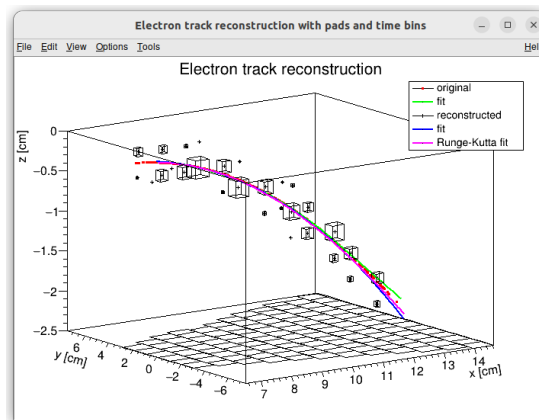 Electron track reconstruction with pads and time bins
File Edit View Options Tools Hel
Electron track reconstruction
original
fit
reconstructed
fit
Runge-Kutta fit
z [cm]
0
−0.5
−1
−1.5
−2
−2.5
y [cm]
6 4 2 0 −2 −4 −6
x [cm]
7 8 9 10 11 12 13 14